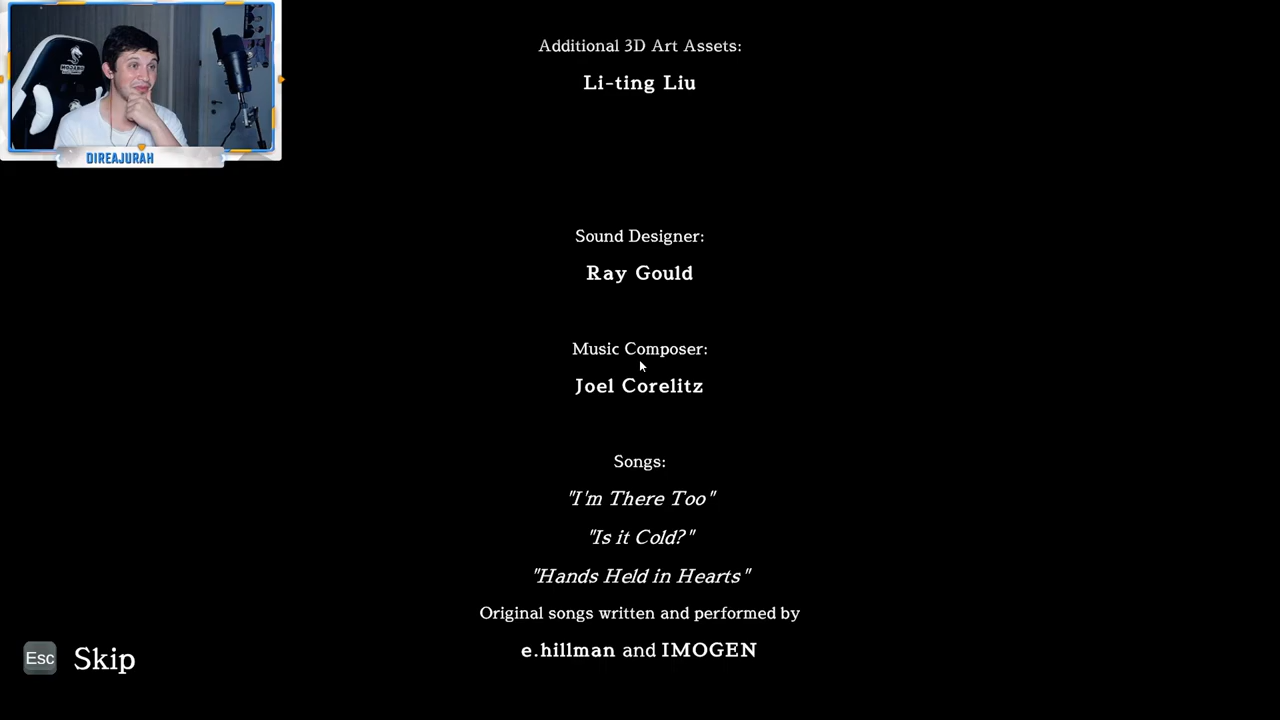 DIREAJURAH
Additional 3D Art Assets:
Li-ting Liu
Sound Designer:
Ray Gould
Music Composer:
Joel Corelitz
Songs:
"I'm There Too"
"Is it Cold?"
"Hands Held in Hearts"
Original songs written and performed by
e.hillman and IMOGEN
Esc Skip